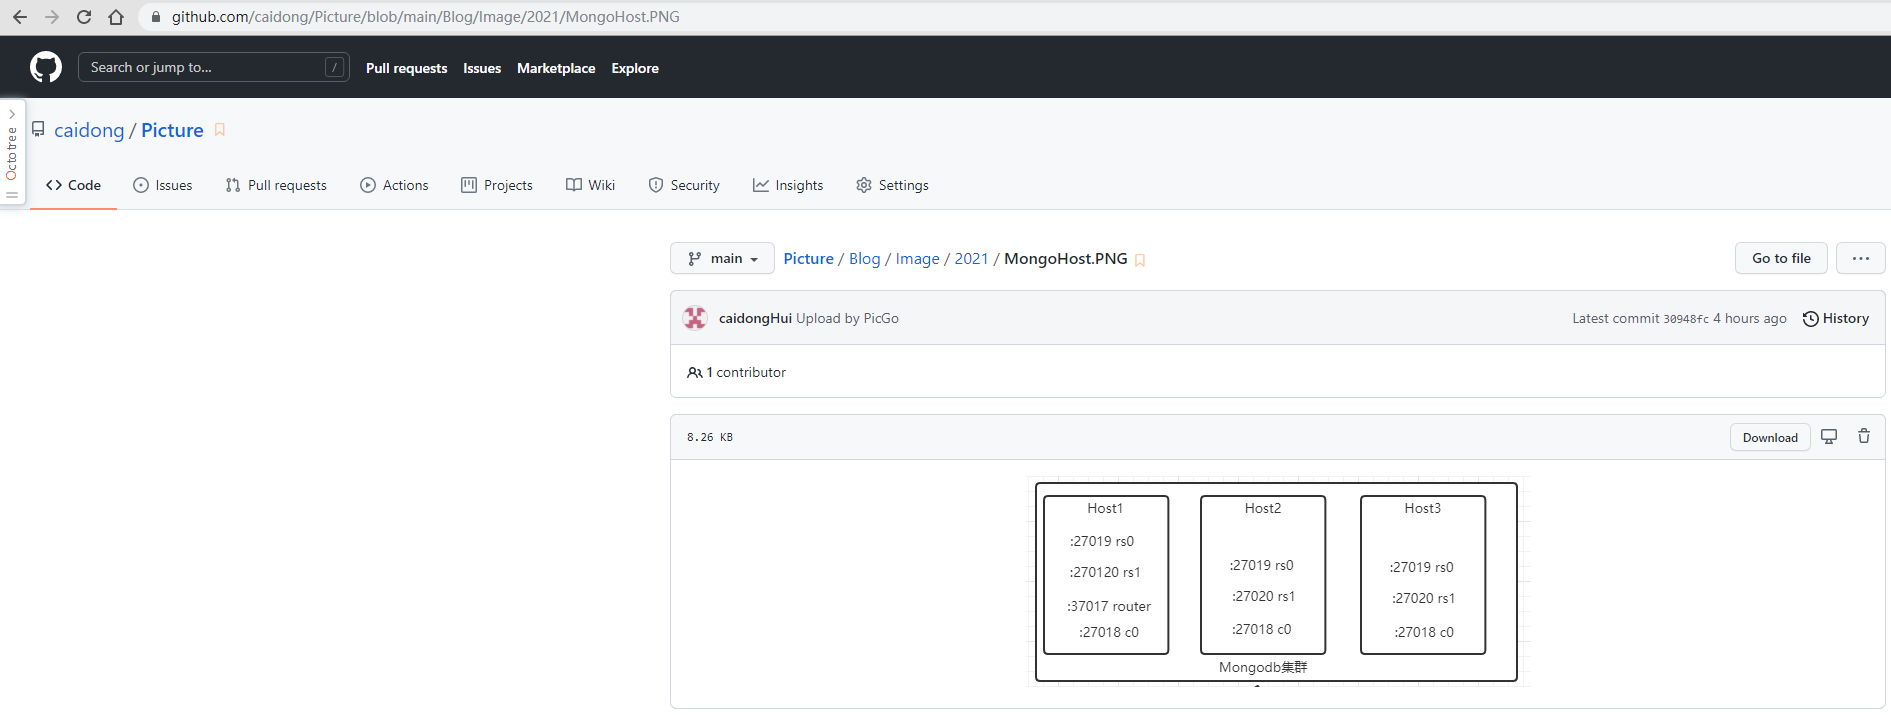 github.com/caidong/Picture/blob/main/Blog/Image/2021/MongoHost.PNG
Search or jump to... /
Pull requests Issues Marketplace Explore
Octotree
caidong / Picture
Code Issues Pull requests Actions Projects Wiki Security Insights Settings
main Picture / Blog / Image / 2021 / MongoHost.PNG Go to file ...
caidongHui Upload by PicGo Latest commit 30948fc 4 hours ago History
1 contributor
8.26 KB Download
Host1
:27019 rs0
:270120 rs1
:37017 router
:27018 c0
Host2
:27019 rs0
:27020 rs1
:27018 c0
Host3
:27019 rs0
:27020 rs1
:27018 c0
Mongodb集群